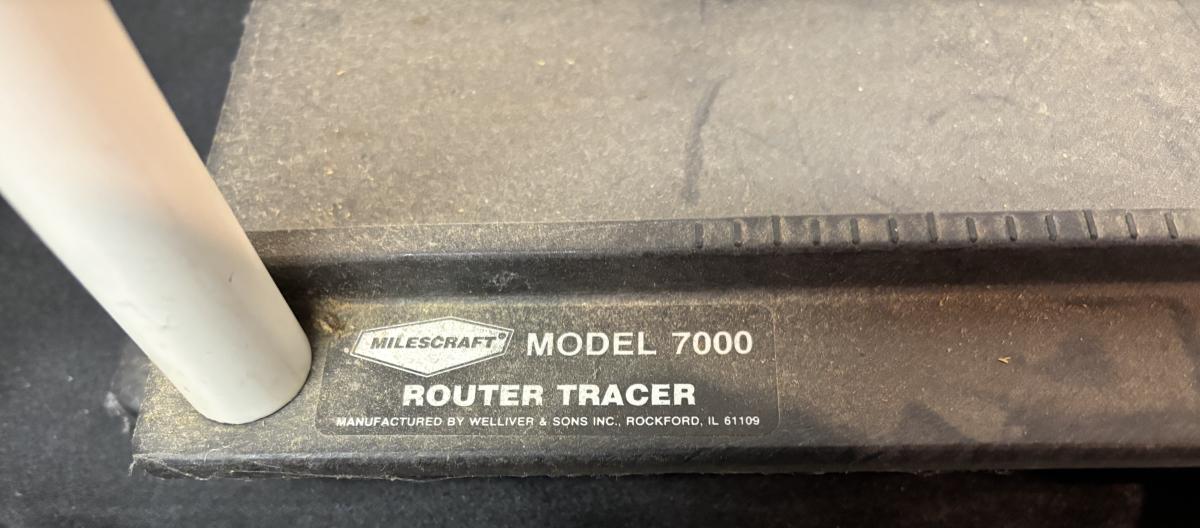 MILESCRAFT® MODEL 7000
ROUTER TRACER
MANUFACTURED BY WELLIVER & SONS INC., ROCKFORD, IL 61109